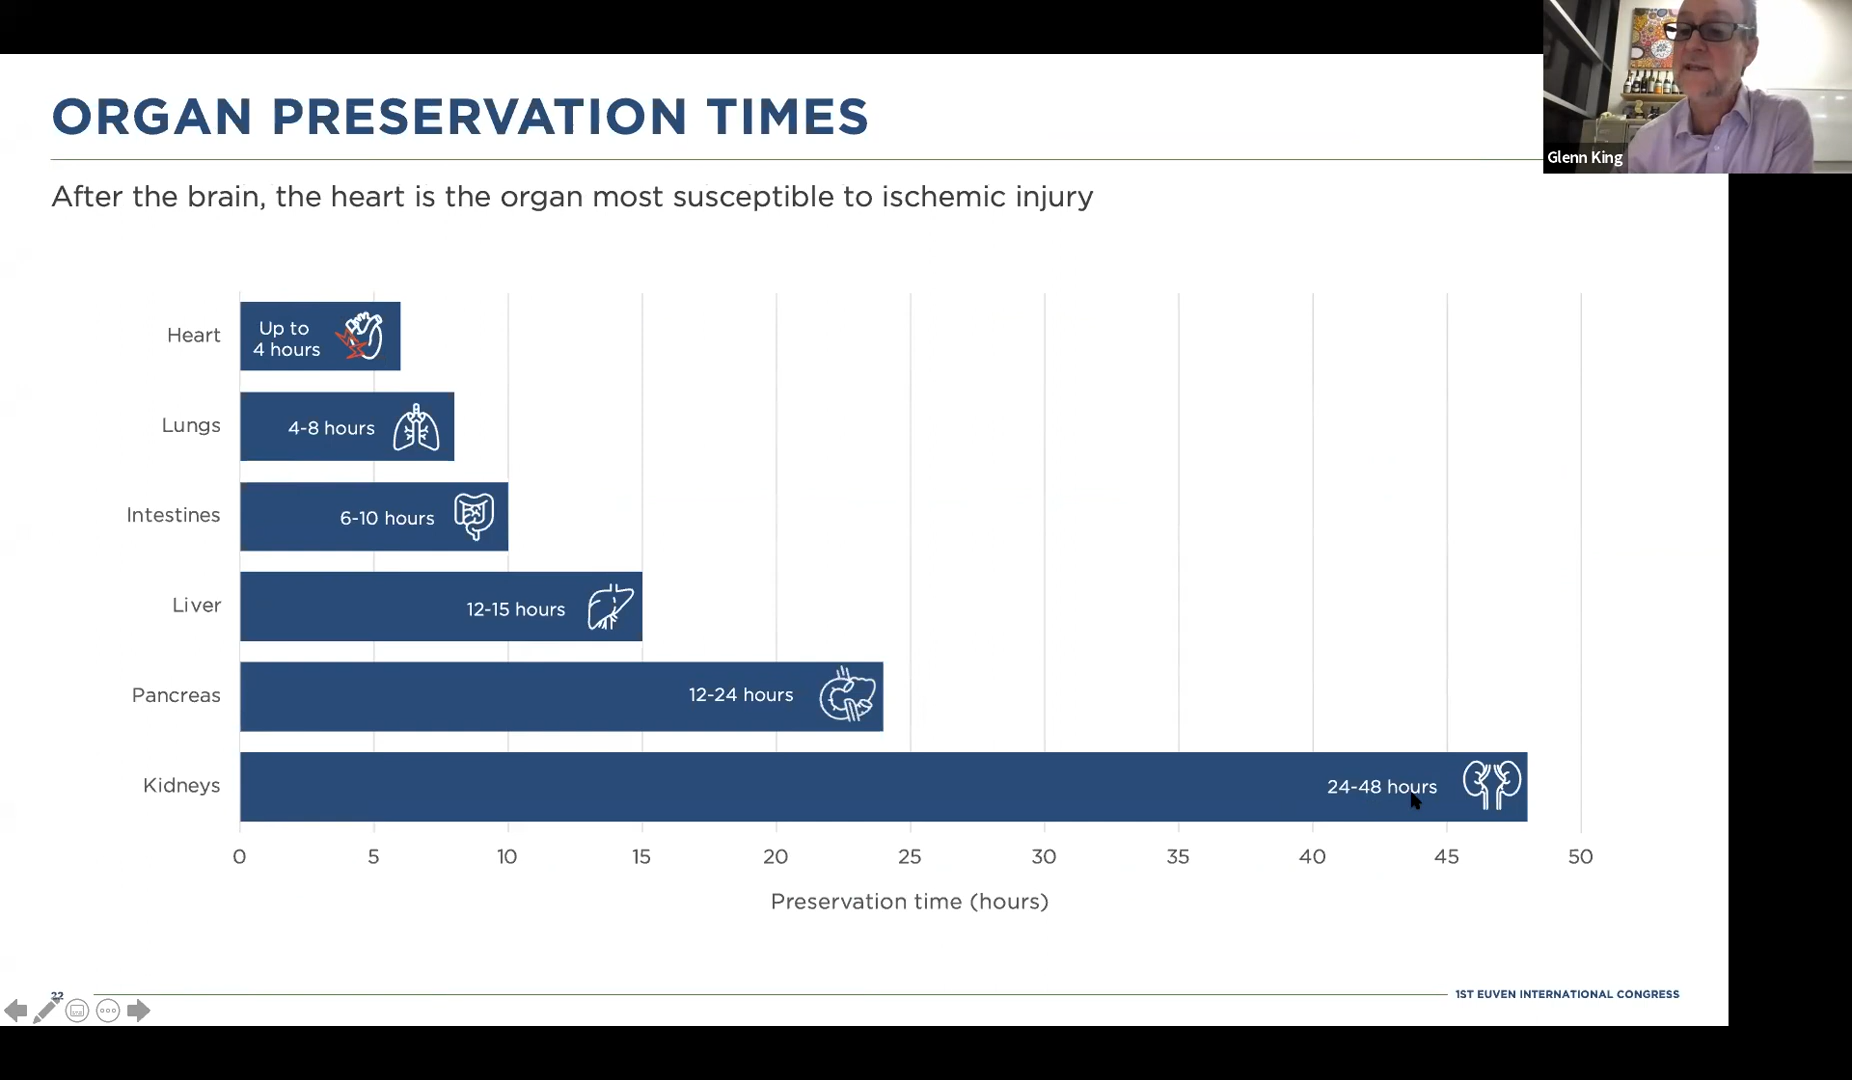 ORGAN PRESERVATION TIMES
Glenn King
After the brain, the heart is the organ most susceptible to ischemic injury
Heart
Up to
4 hours
Lungs
4-8 hours
Intestines
6-10 hours
Liver
12-15 hours
Pancreas
12-24 hours
Kidneys
24-48 hours
0 5 10 15 20 25 30 35 40 45 50
Preservation time (hours)
22
1ST EUVEN INTERNATIONAL CONGRESS